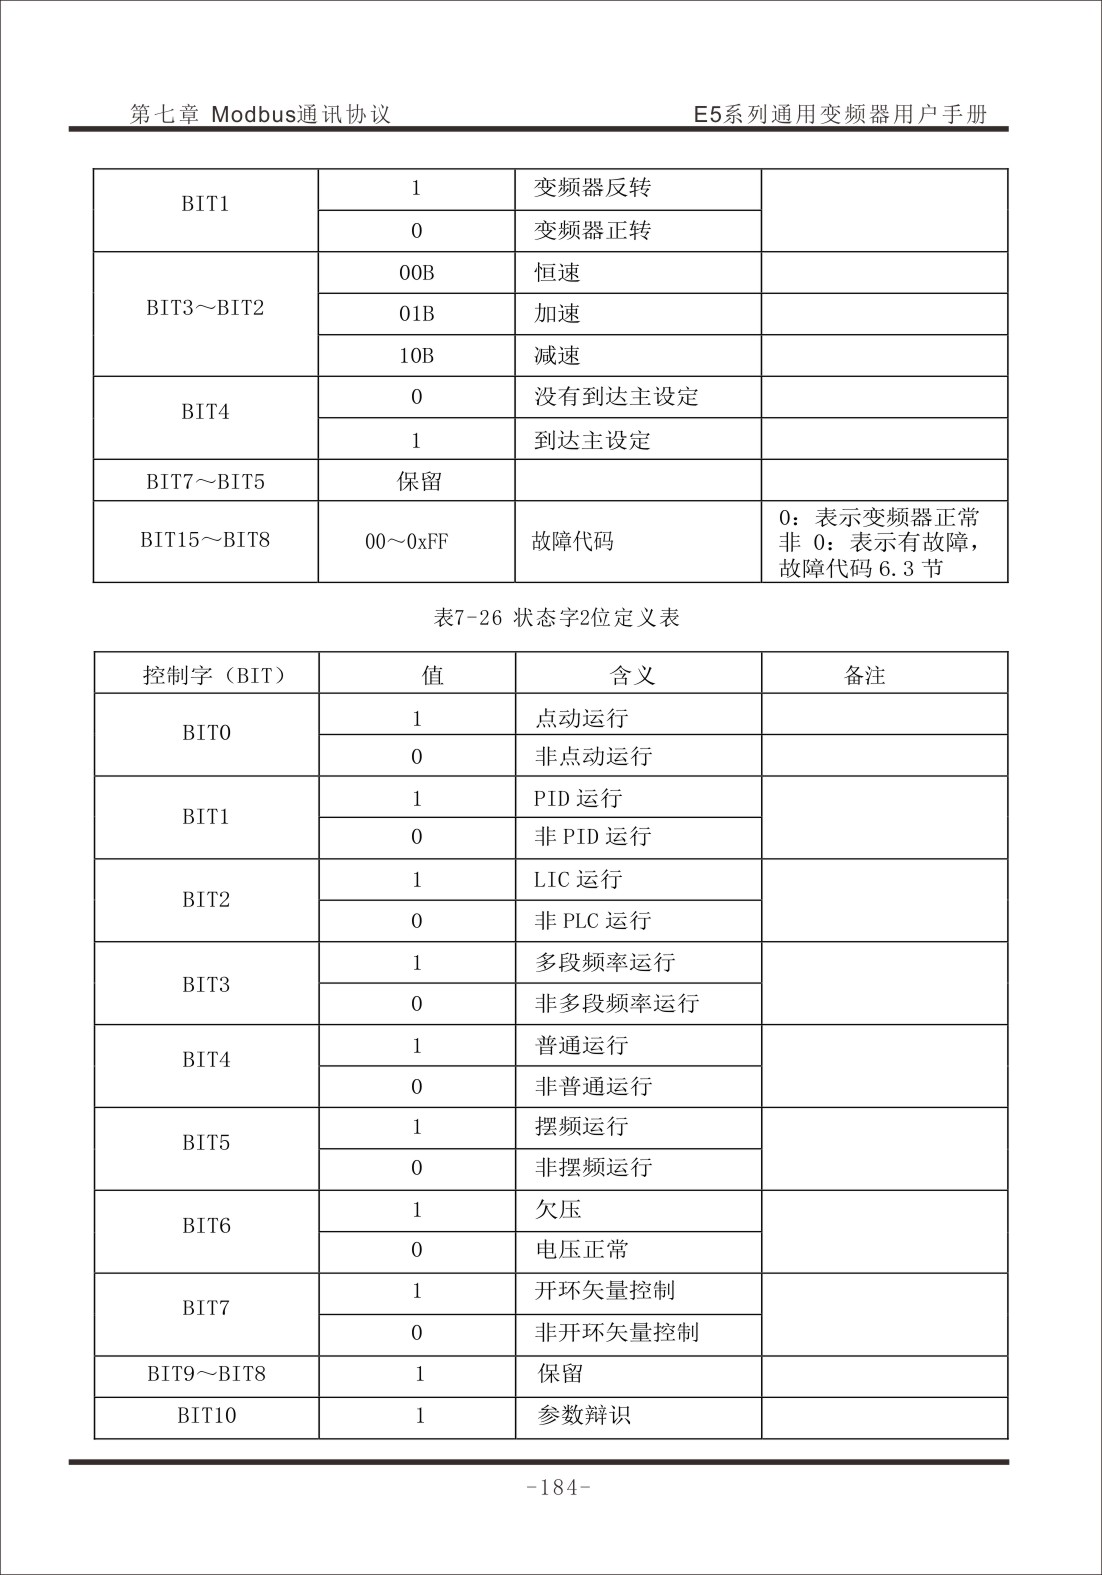 第七章 Modbus通讯协议 E5系列通用变频器用户手册
BIT1 1 变频器反转
0 变频器正转
BIT3～BIT2 00B 恒速
01B 加速
10B 减速
BIT4 0 没有到达主设定
1 到达主设定
BIT7～BIT5 保留
BIT15～BIT8 00～0xFF 故障代码 0：表示变频器正常
非 0：表示有故障，
故障代码 6.3 节
表7-26 状态字2位定义表
控制字（BIT） 值 含义 备注
BIT0 1 点动运行
0 非点动运行
BIT1 1 PID 运行
0 非 PID 运行
BIT2 1 LIC 运行
0 非 PLC 运行
BIT3 1 多段频率运行
0 非多段频率运行
BIT4 1 普通运行
0 非普通运行
BIT5 1 摆频运行
0 非摆频运行
BIT6 1 欠压
0 电压正常
BIT7 1 开环矢量控制
0 非开环矢量控制
BIT9～BIT8 1 保留
BIT10 1 参数辩识
-184-